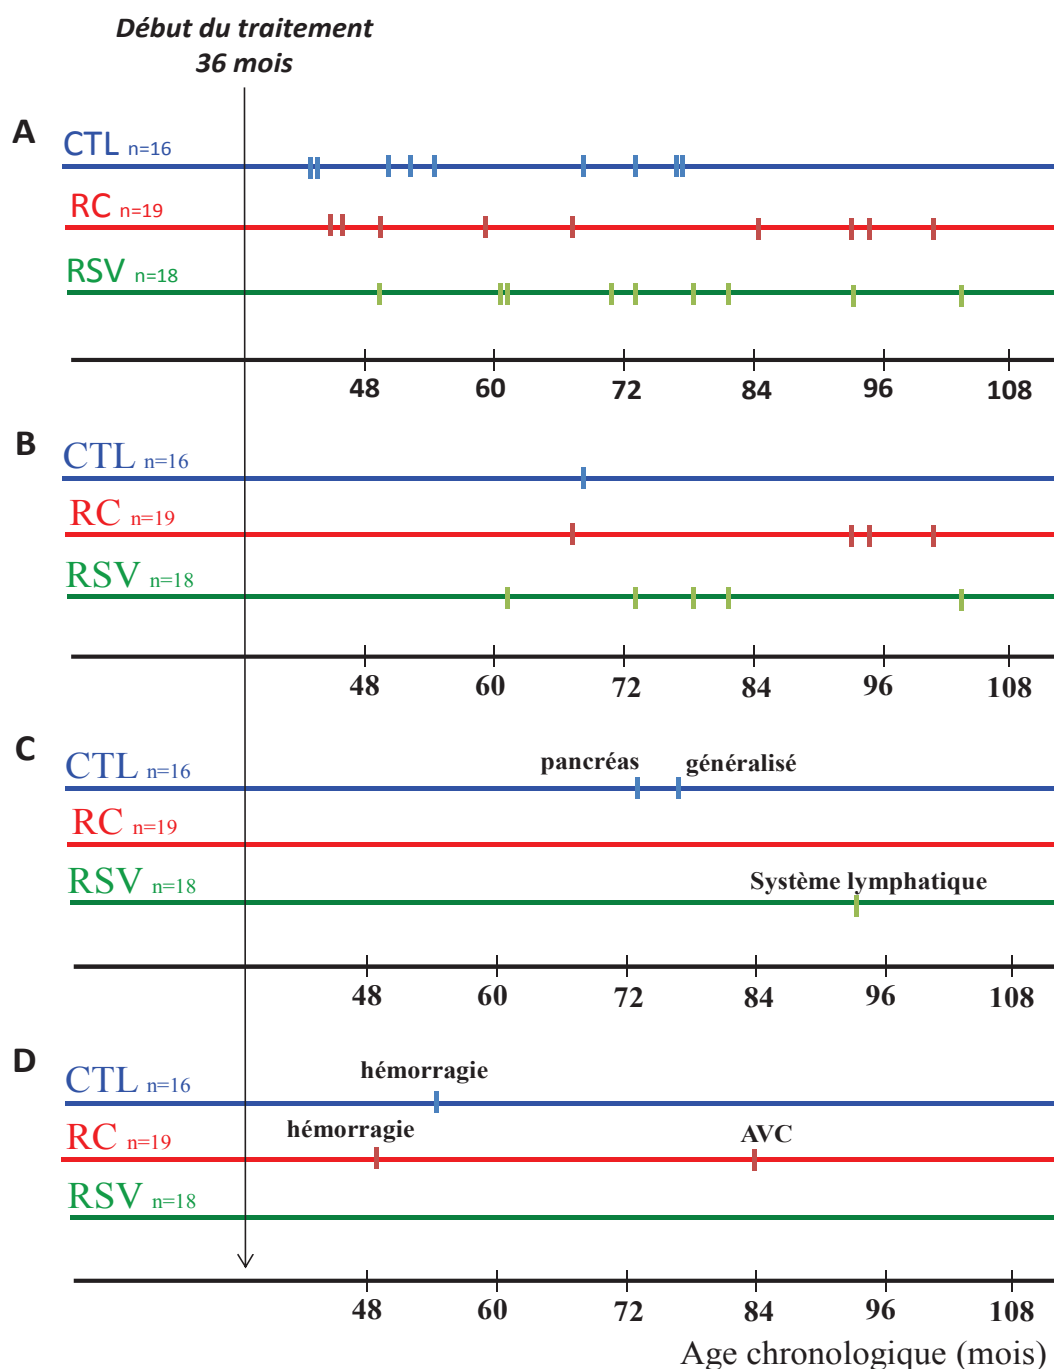 Début du traitement
36 mois
A
CTL n=16
RC n=19
RSV n=18
48 60 72 84 96 108
B
CTL n=16
RC n=19
RSV n=18
48 60 72 84 96 108
C
CTL n=16
pancréas généralisé
RC n=19
RSV n=18
Système lymphatique
48 60 72 84 96 108
D
CTL n=16
hémorragie
RC n=19
hémorragie AVC
RSV n=18
48 60 72 84 96 108
Age chronologique (mois)